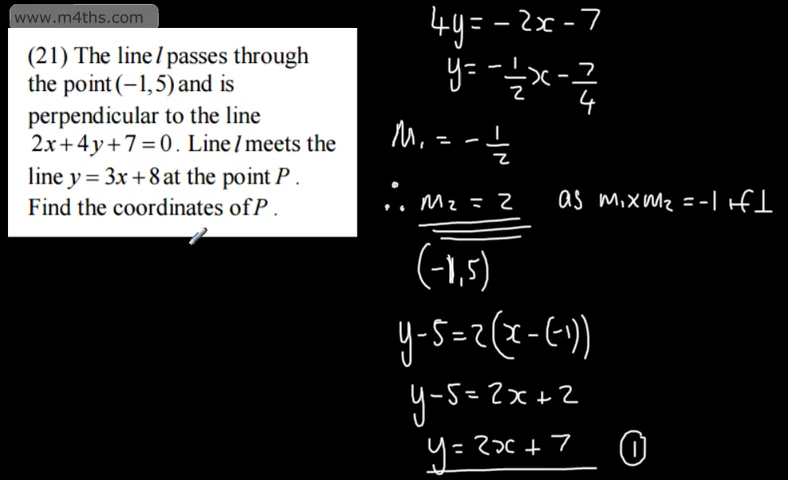 www.m4ths.com
(21) The line l passes through
the point (−1,5) and is
perpendicular to the line
2x+4y+7=0. Line l meets the
line y=3x+8 at the point P.
Find the coordinates of P.
4y = -2x - 7
y = -1/2x - 7/4
m₁ = -1/2
∴ m₂ = 2 as m₁×m₂ = -1 if ⊥
(-1,5)
y-5=2(x-(-1))
y-5=2x+2
y=2x+7 ①